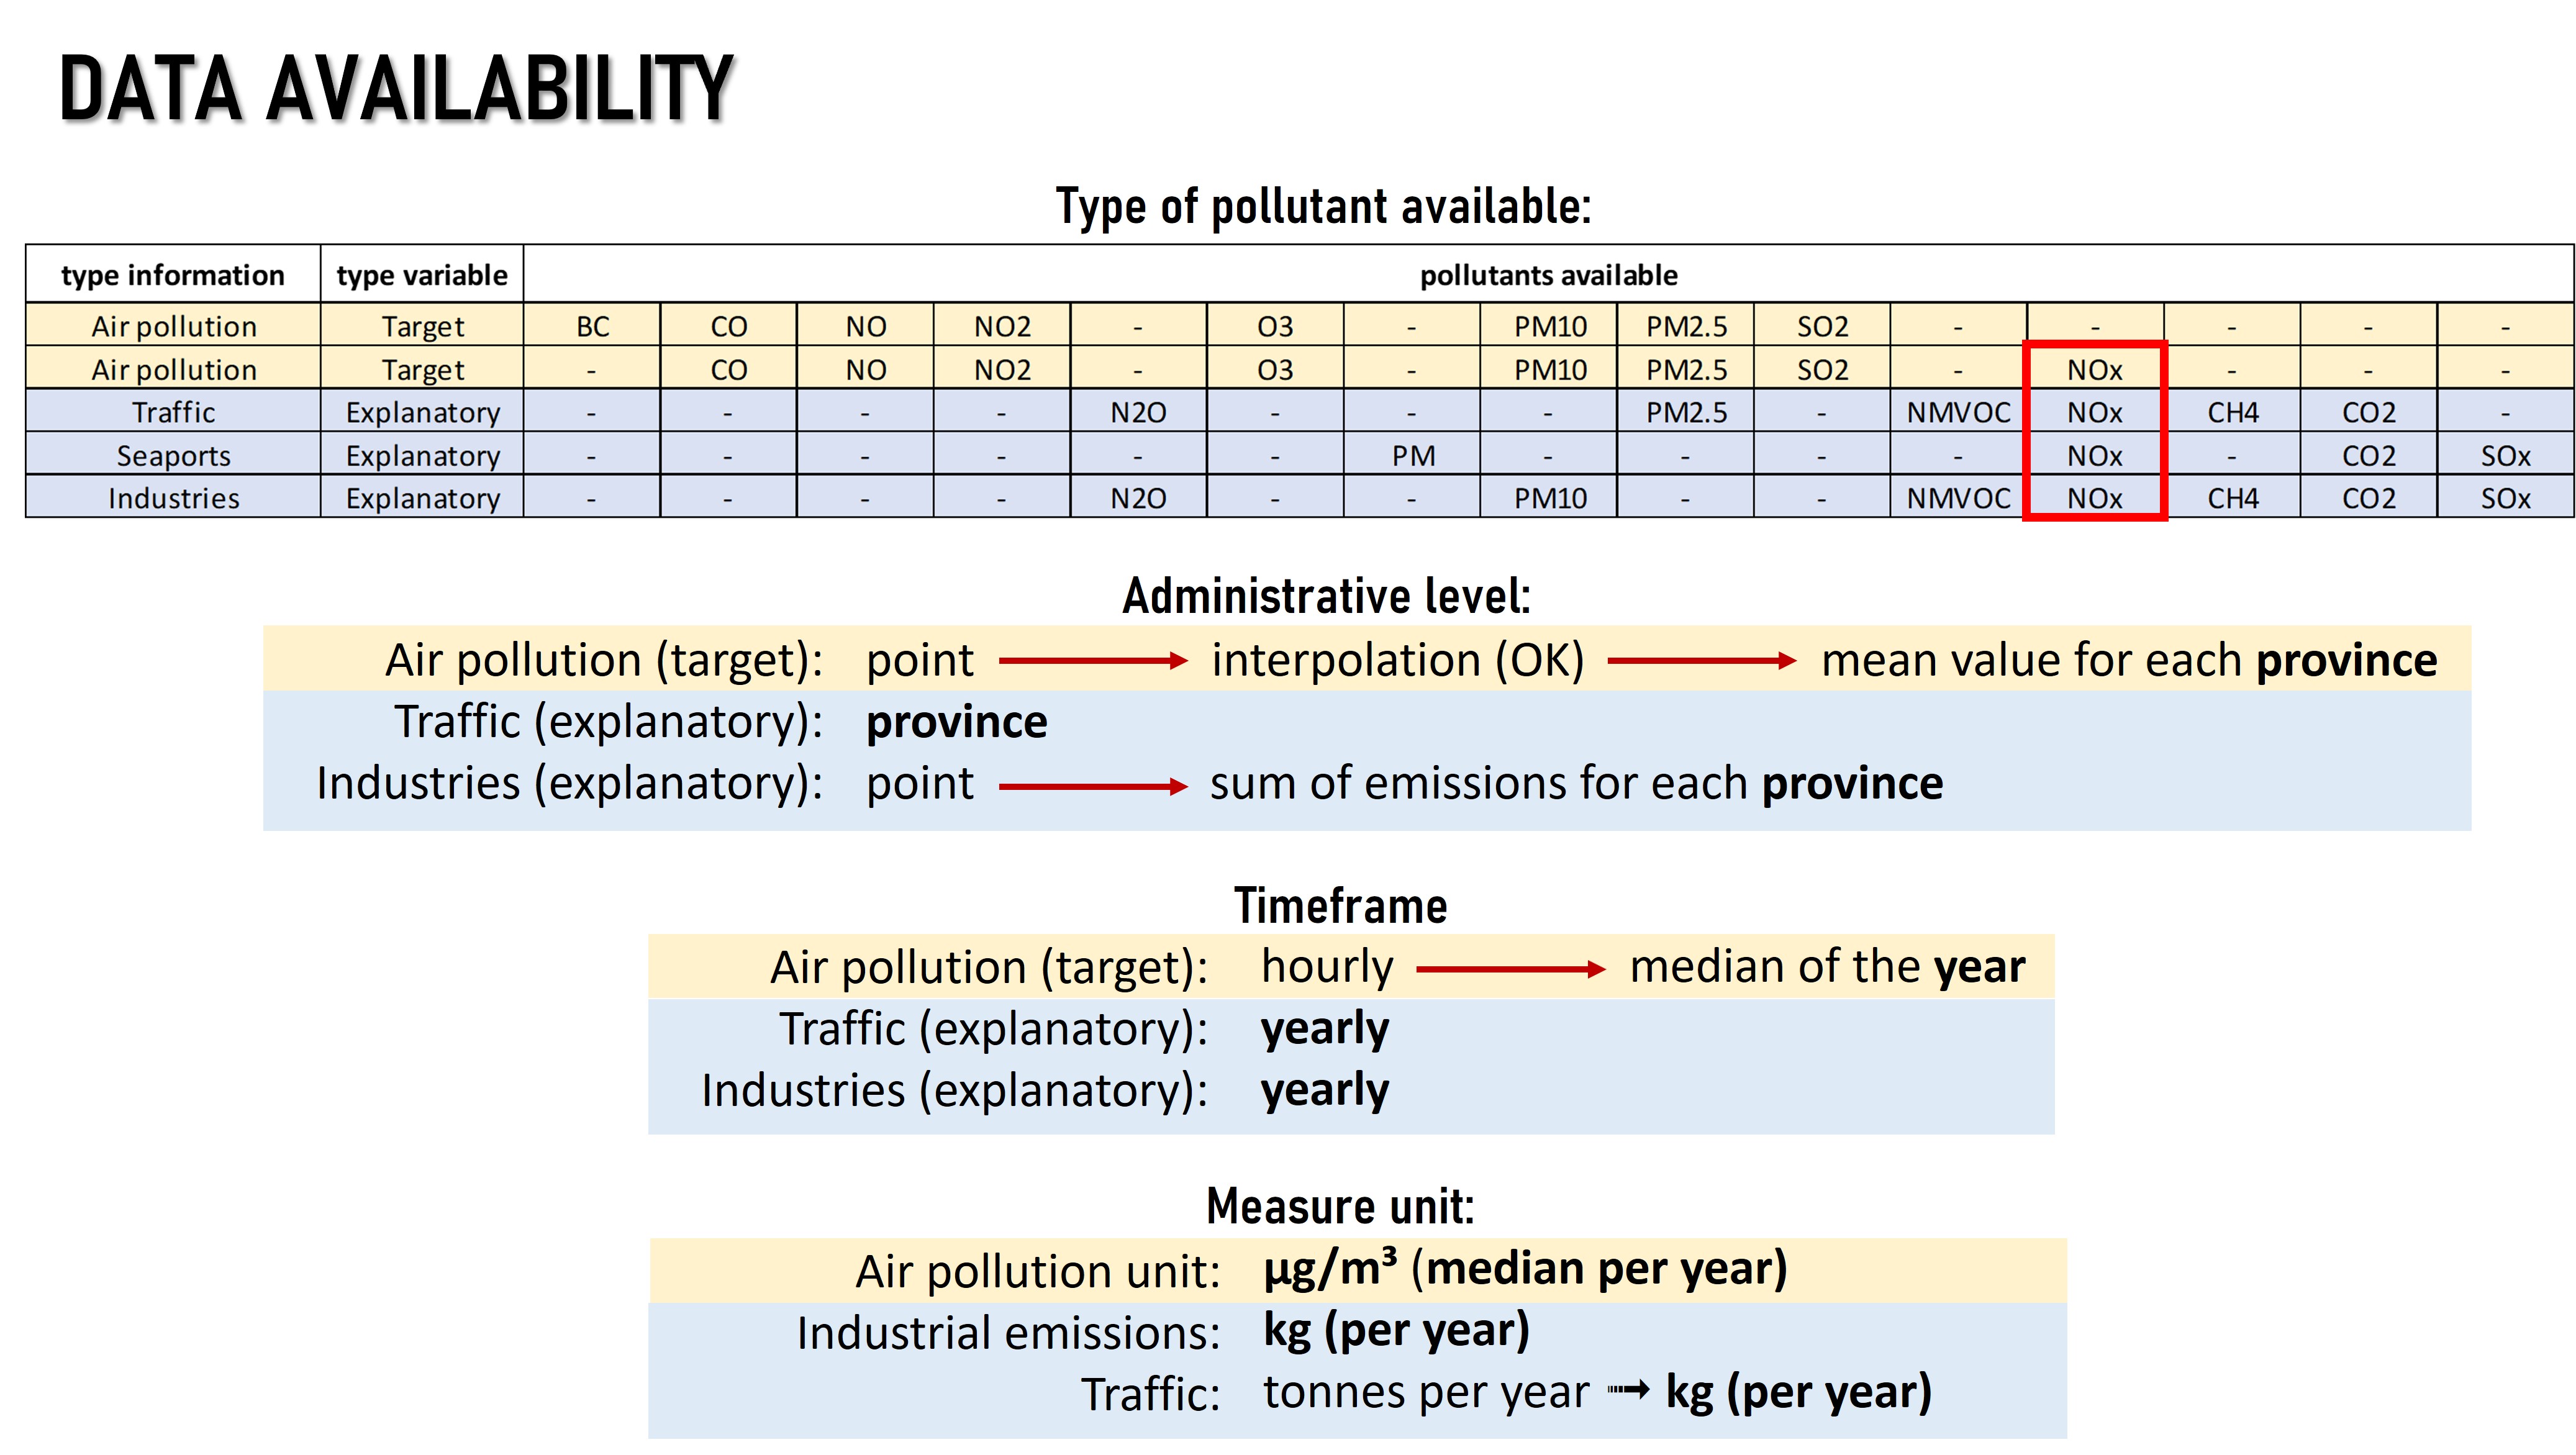 DATA AVAILABILITY
Type of pollutant available:
type information type variable pollutants available
Air pollution Target BC CO NO NO2 - O3 - PM10 PM2.5 SO2 - - - - -
Air pollution Target - CO NO NO2 - O3 - PM10 PM2.5 SO2 - NOx - - -
Traffic Explanatory - - - - N2O - - - PM2.5 - NMVOC NOx CH4 CO2 -
Seaports Explanatory - - - - - - PM - - - - NOx - CO2 SOx
Industries Explanatory - - - - N2O - - PM10 - - NMVOC NOx CH4 CO2 SOx
Administrative level:
Air pollution (target): point → interpolation (OK) → mean value for each province
Traffic (explanatory): province
Industries (explanatory): point → sum of emissions for each province
Timeframe
Air pollution (target): hourly → median of the year
Traffic (explanatory): yearly
Industries (explanatory): yearly
Measure unit:
Air pollution unit: µg/m³ (median per year)
Industrial emissions: kg (per year)
Traffic: tonnes per year → kg (per year)